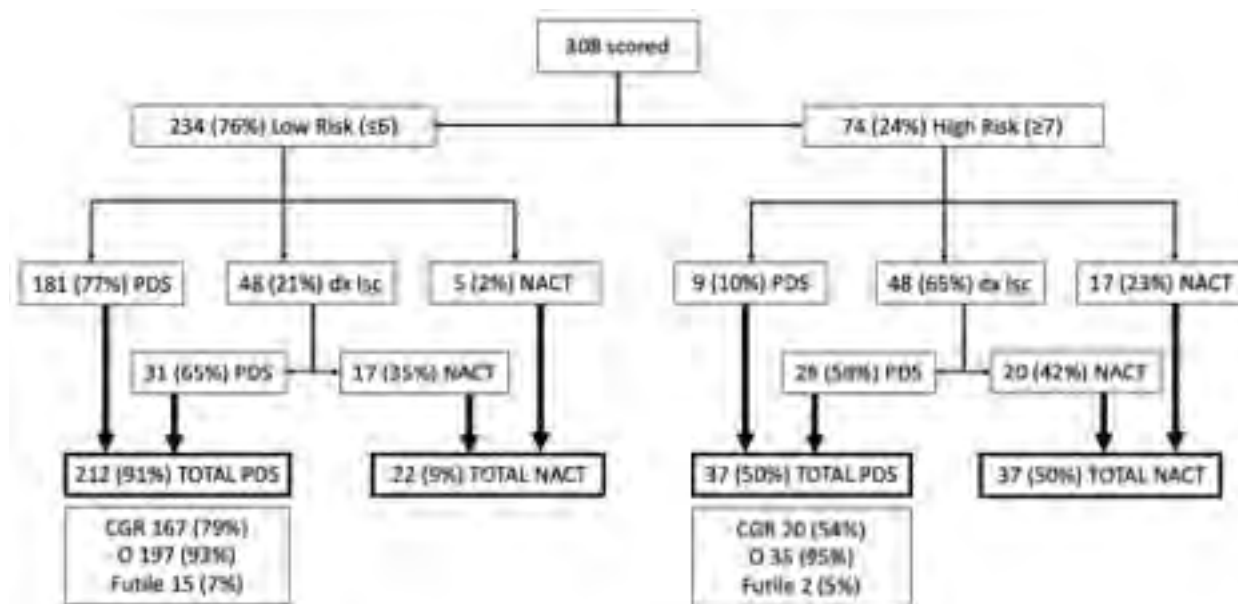 308 scored
234 (76%) Low Risk (≤6)
74 (24%) High Risk (≥7)
181 (77%) PDS
48 (21%) dx lsc
5 (2%) NACT
9 (10%) PDS
48 (65%) dx lsc
17 (23%) NACT
31 (65%) PDS
17 (35%) NACT
28 (58%) PDS
20 (42%) NACT
212 (91%) TOTAL PDS
22 (9%) TOTAL NACT
37 (50%) TOTAL PDS
37 (50%) TOTAL NACT
CGR 167 (79%)
O 197 (93%)
Futile 15 (7%)
CGR 20 (54%)
O 35 (95%)
Futile 2 (5%)